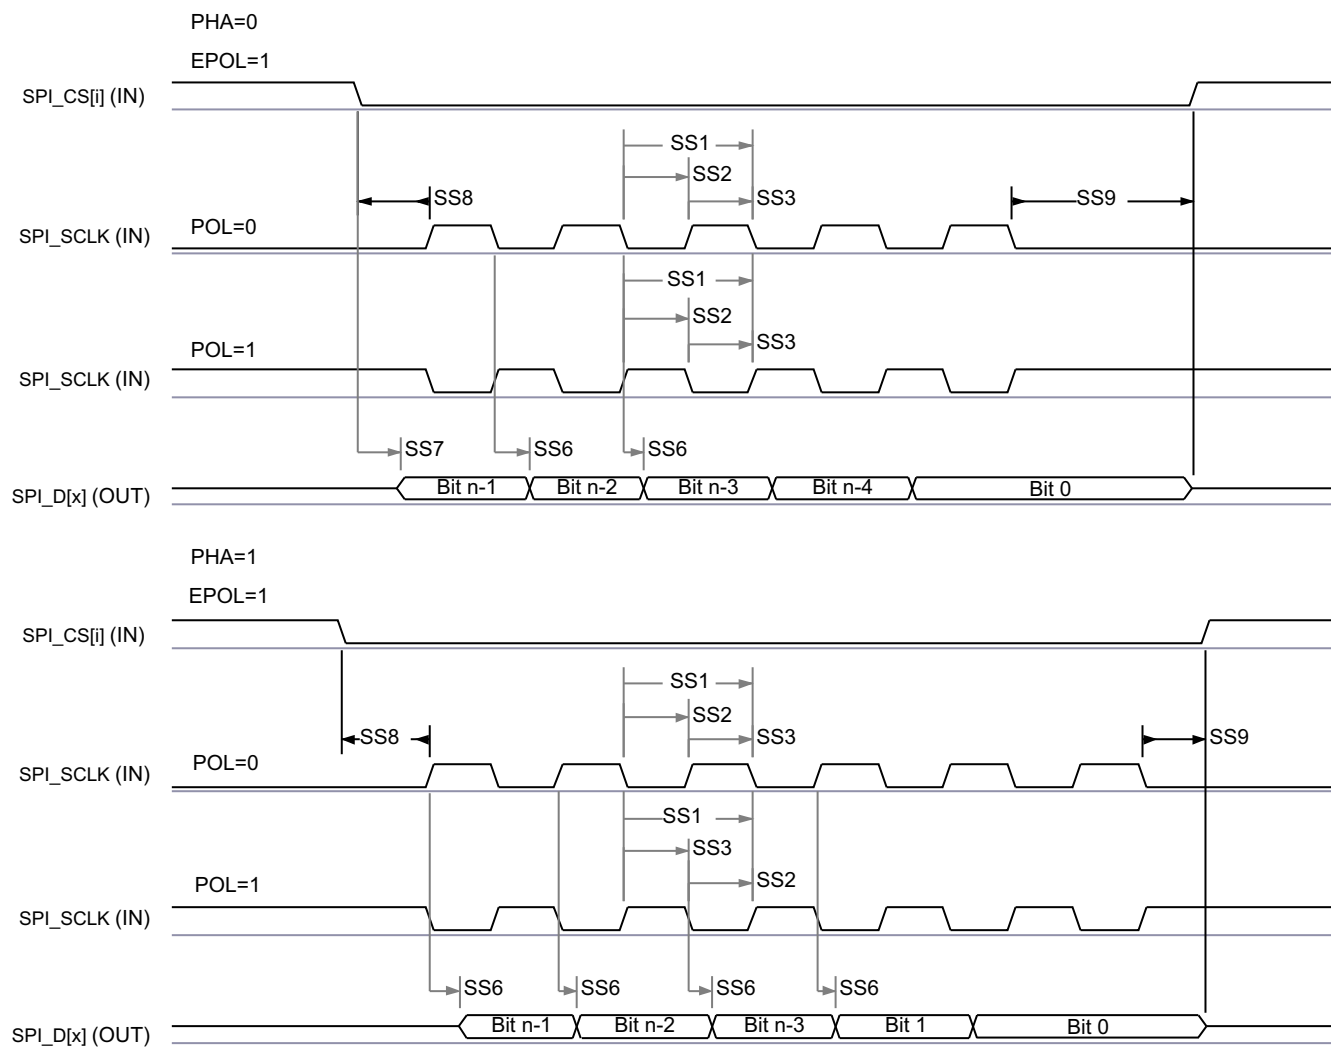 PHA=0
EPOL=1
SPI_CS[i] (IN)
SS1
SS2
SS8 SS3 SS9
POL=0
SPI_SCLK (IN)
SS1
SS2
SS3
POL=1
SPI_SCLK (IN)
SS7 SS6 SS6
SPI_D[x] (OUT) Bit n-1 Bit n-2 Bit n-3 Bit n-4 Bit 0
PHA=1
EPOL=1
SPI_CS[i] (IN)
SS1
SS2
SS8 SS3 SS9
POL=0
SPI_SCLK (IN)
SS1
SS3
SS2
POL=1
SPI_SCLK (IN)
SS6 SS6 SS6 SS6
SPI_D[x] (OUT) Bit n-1 Bit n-2 Bit n-3 Bit 1 Bit 0